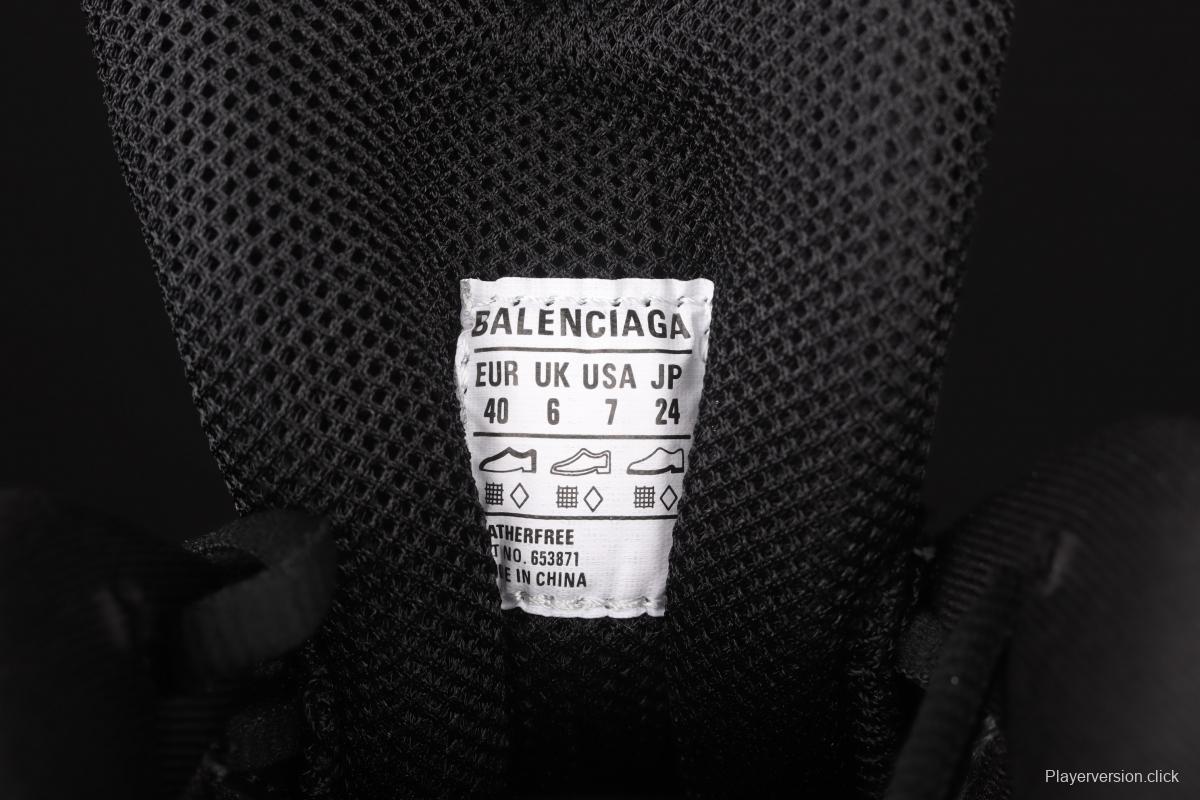 BALENCIAGA
EUR UK USA JP
40 6 7 24
ATHERFREE
T NO. 653871
E IN CHINA
Playerversion.click